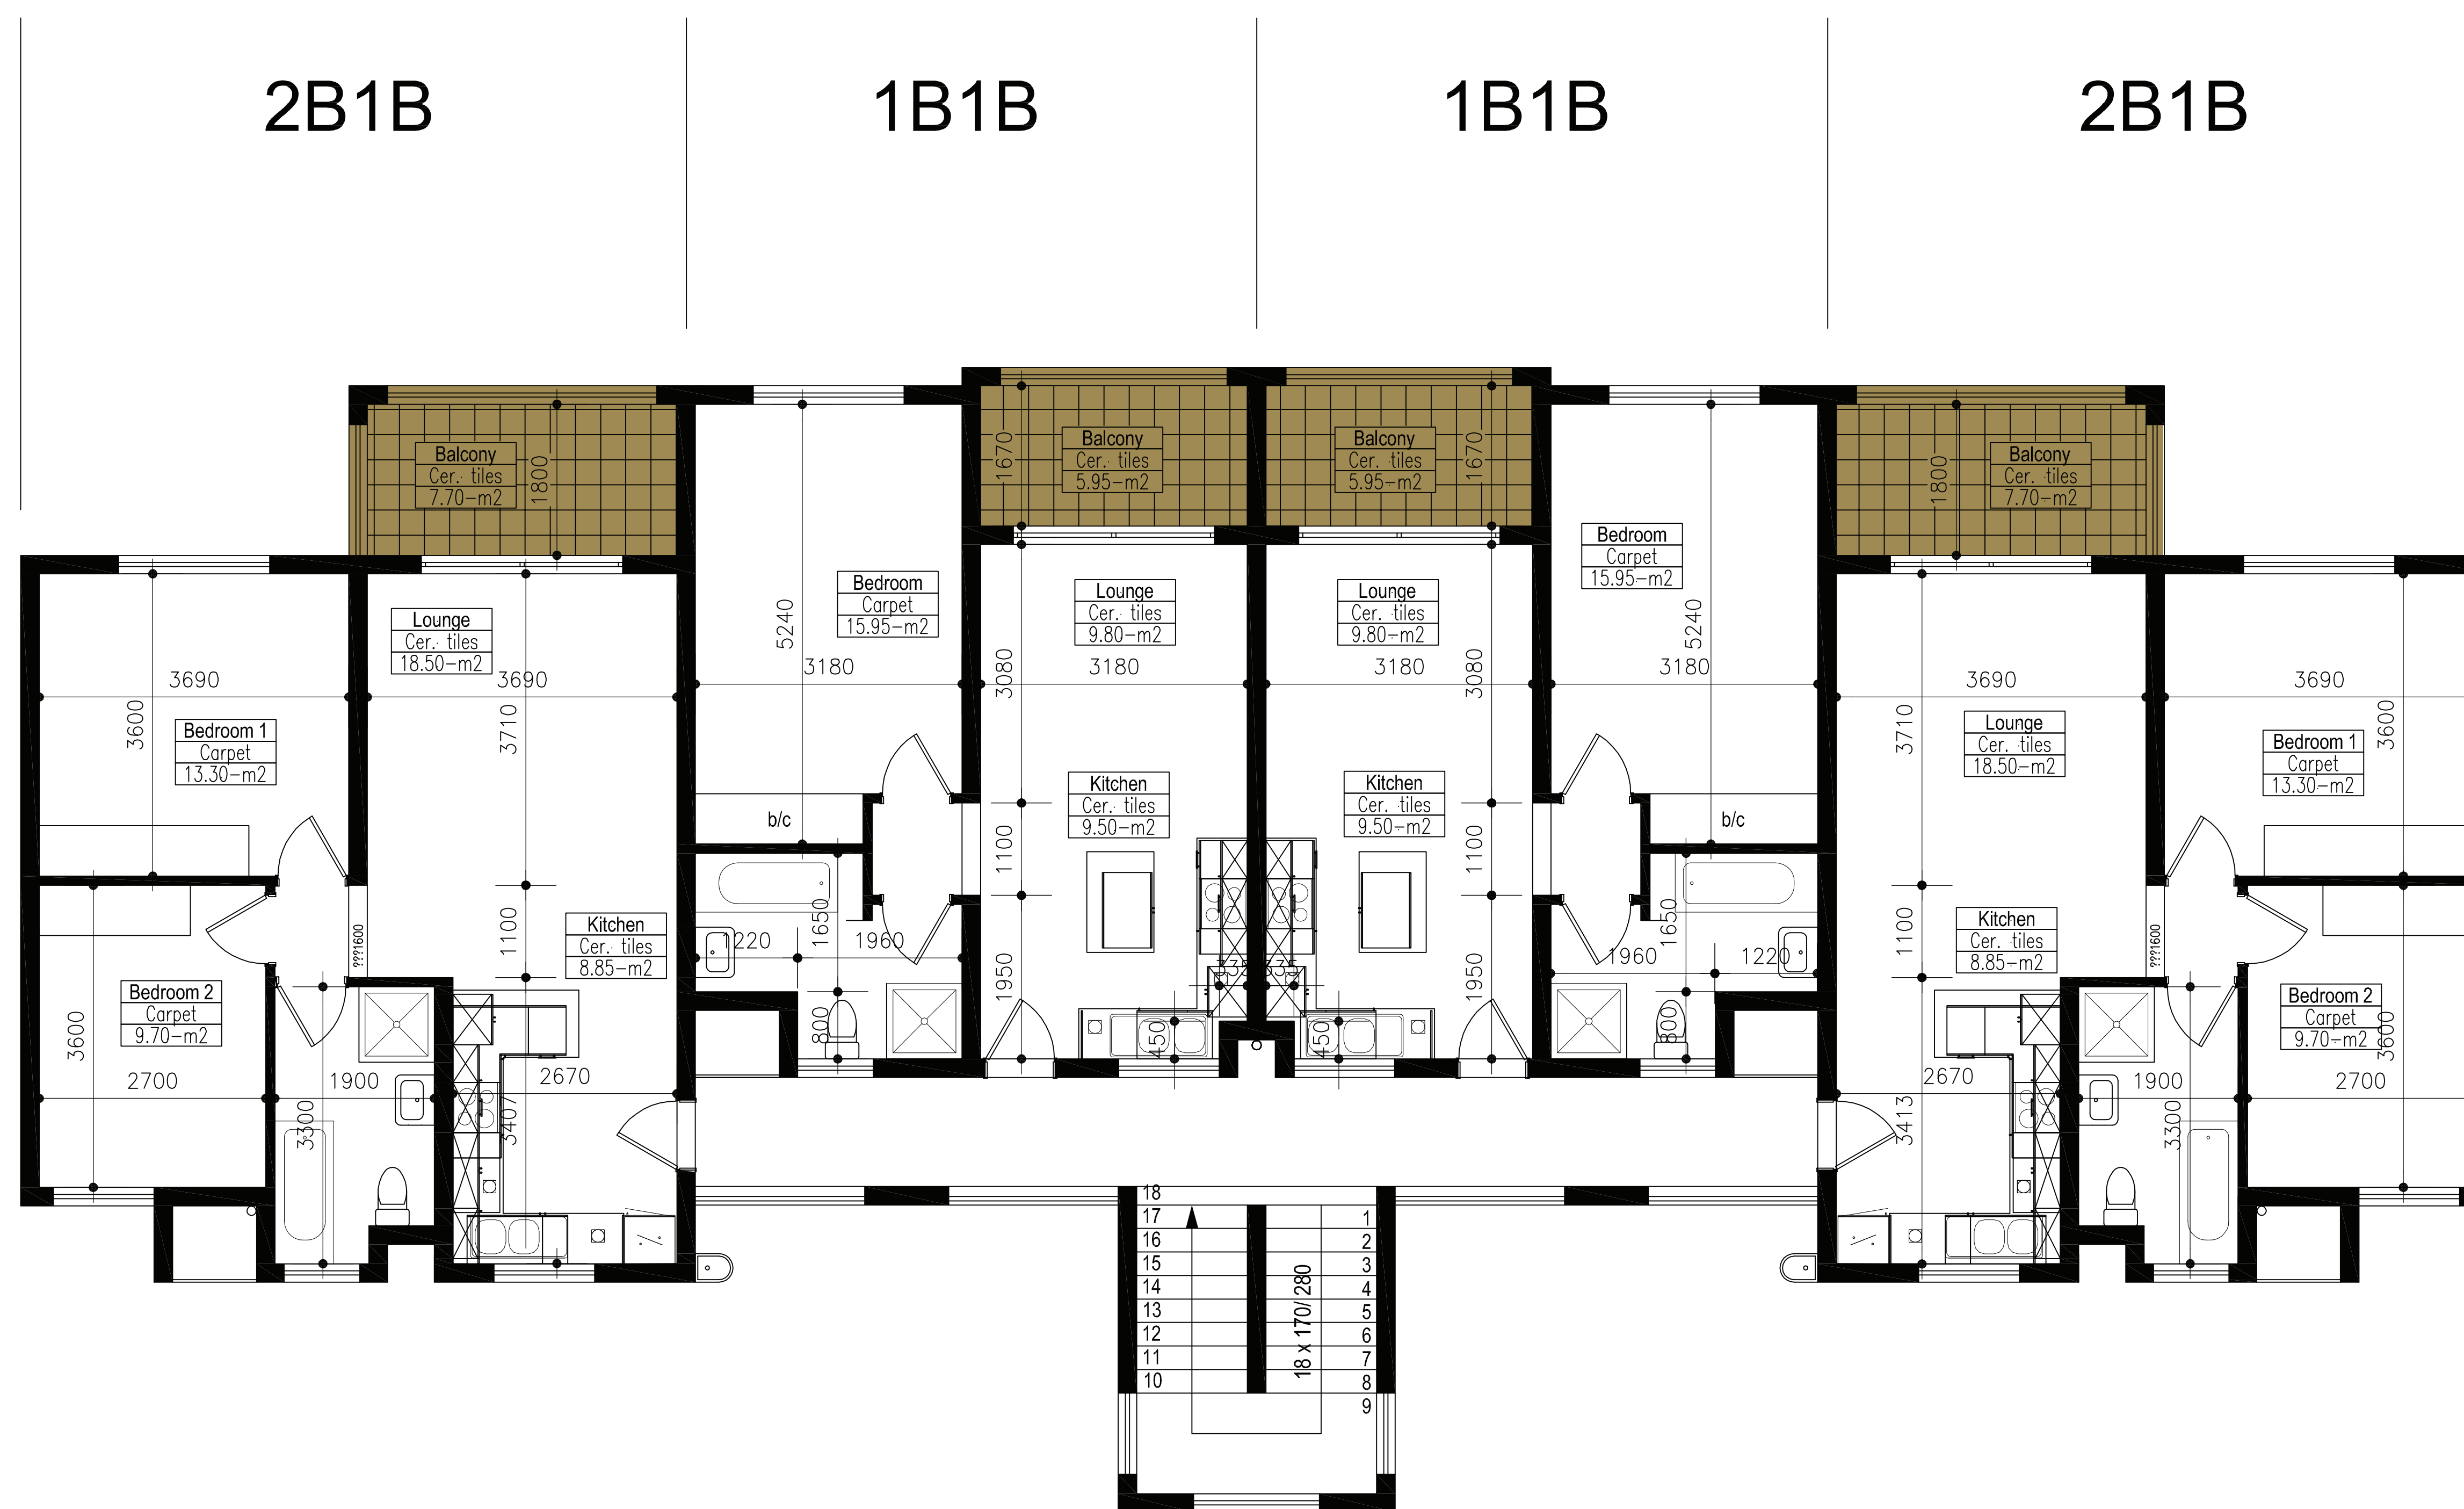 2B1B
1B1B
1B1B
2B1B
Balcony
Cer. tiles
7.70-m2
1800
Balcony
Cer. tiles
5.95-m2
1670
Balcony
Cer. tiles
5.95-m2
1670
Balcony
Cer. tiles
7.70-m2
1800
Bedroom 1
Carpet
13.30-m2
3690
3600
Lounge
Cer. tiles
18.50-m2
3690
3710
1100
Kitchen
Cer. tiles
8.85-m2
2670
3407
Bedroom 2
Carpet
9.70-m2
3600
2700
1900
3300
???1600
Bedroom
Carpet
15.95-m2
5240
3180
b/c
1220
1650
1960
800
Lounge
Cer. tiles
9.80-m2
3080
3180
Kitchen
Cer. tiles
9.50-m2
1100
1950
450
Lounge
Cer. tiles
9.80-m2
3180
3080
Kitchen
Cer. tiles
9.50-m2
1100
1950
450
Bedroom
Carpet
15.95-m2
5240
3180
b/c
1960
1650
1220
800
Lounge
Cer. tiles
18.50-m2
3690
3710
1100
Kitchen
Cer. tiles
8.85-m2
2670
3413
???1600
Bedroom 1
Carpet
13.30-m2
3690
3600
Bedroom 2
Carpet
9.70-m2
3600
2700
1900
3300
18
17
16
15
14
13
12
11
10
18 x 170/ 280
1
2
3
4
5
6
7
8
9